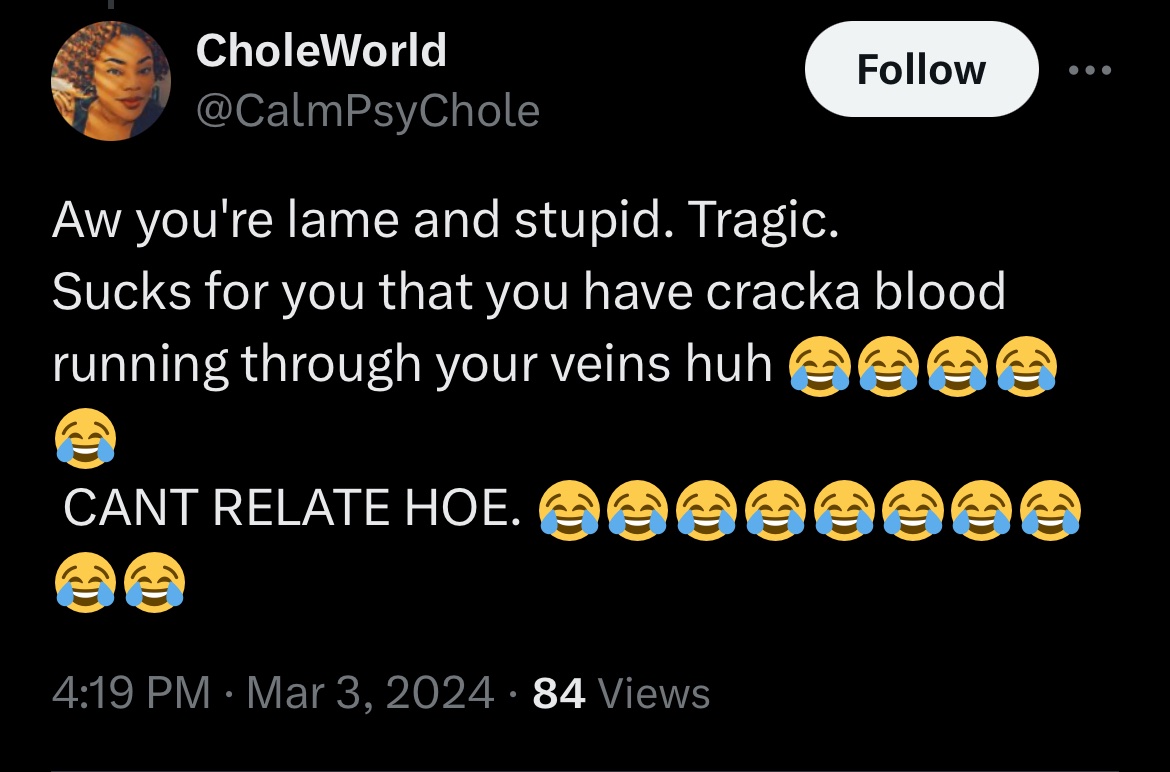 CholeWorld
Follow
@CalmPsyChole
Aw you're lame and stupid. Tragic.
Sucks for you that you have cracka blood
running through your veins huh 😂😂😂😂
😂
CANT RELATE HOE. 😂😂😂😂😂😂😂😂
😂😂
4:19 PM · Mar 3, 2024 · 84 Views